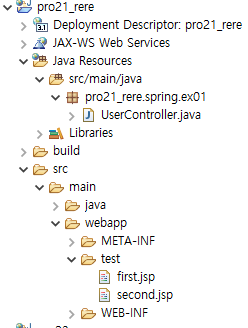 pro21_rere
Deployment Descriptor: pro21_rere
JAX-WS Web Services
Java Resources
src/main/java
pro21_rere.spring.ex01
UserController.java
Libraries
build
src
main
java
webapp
META-INF
test
first.jsp
second.jsp
WEB-INF